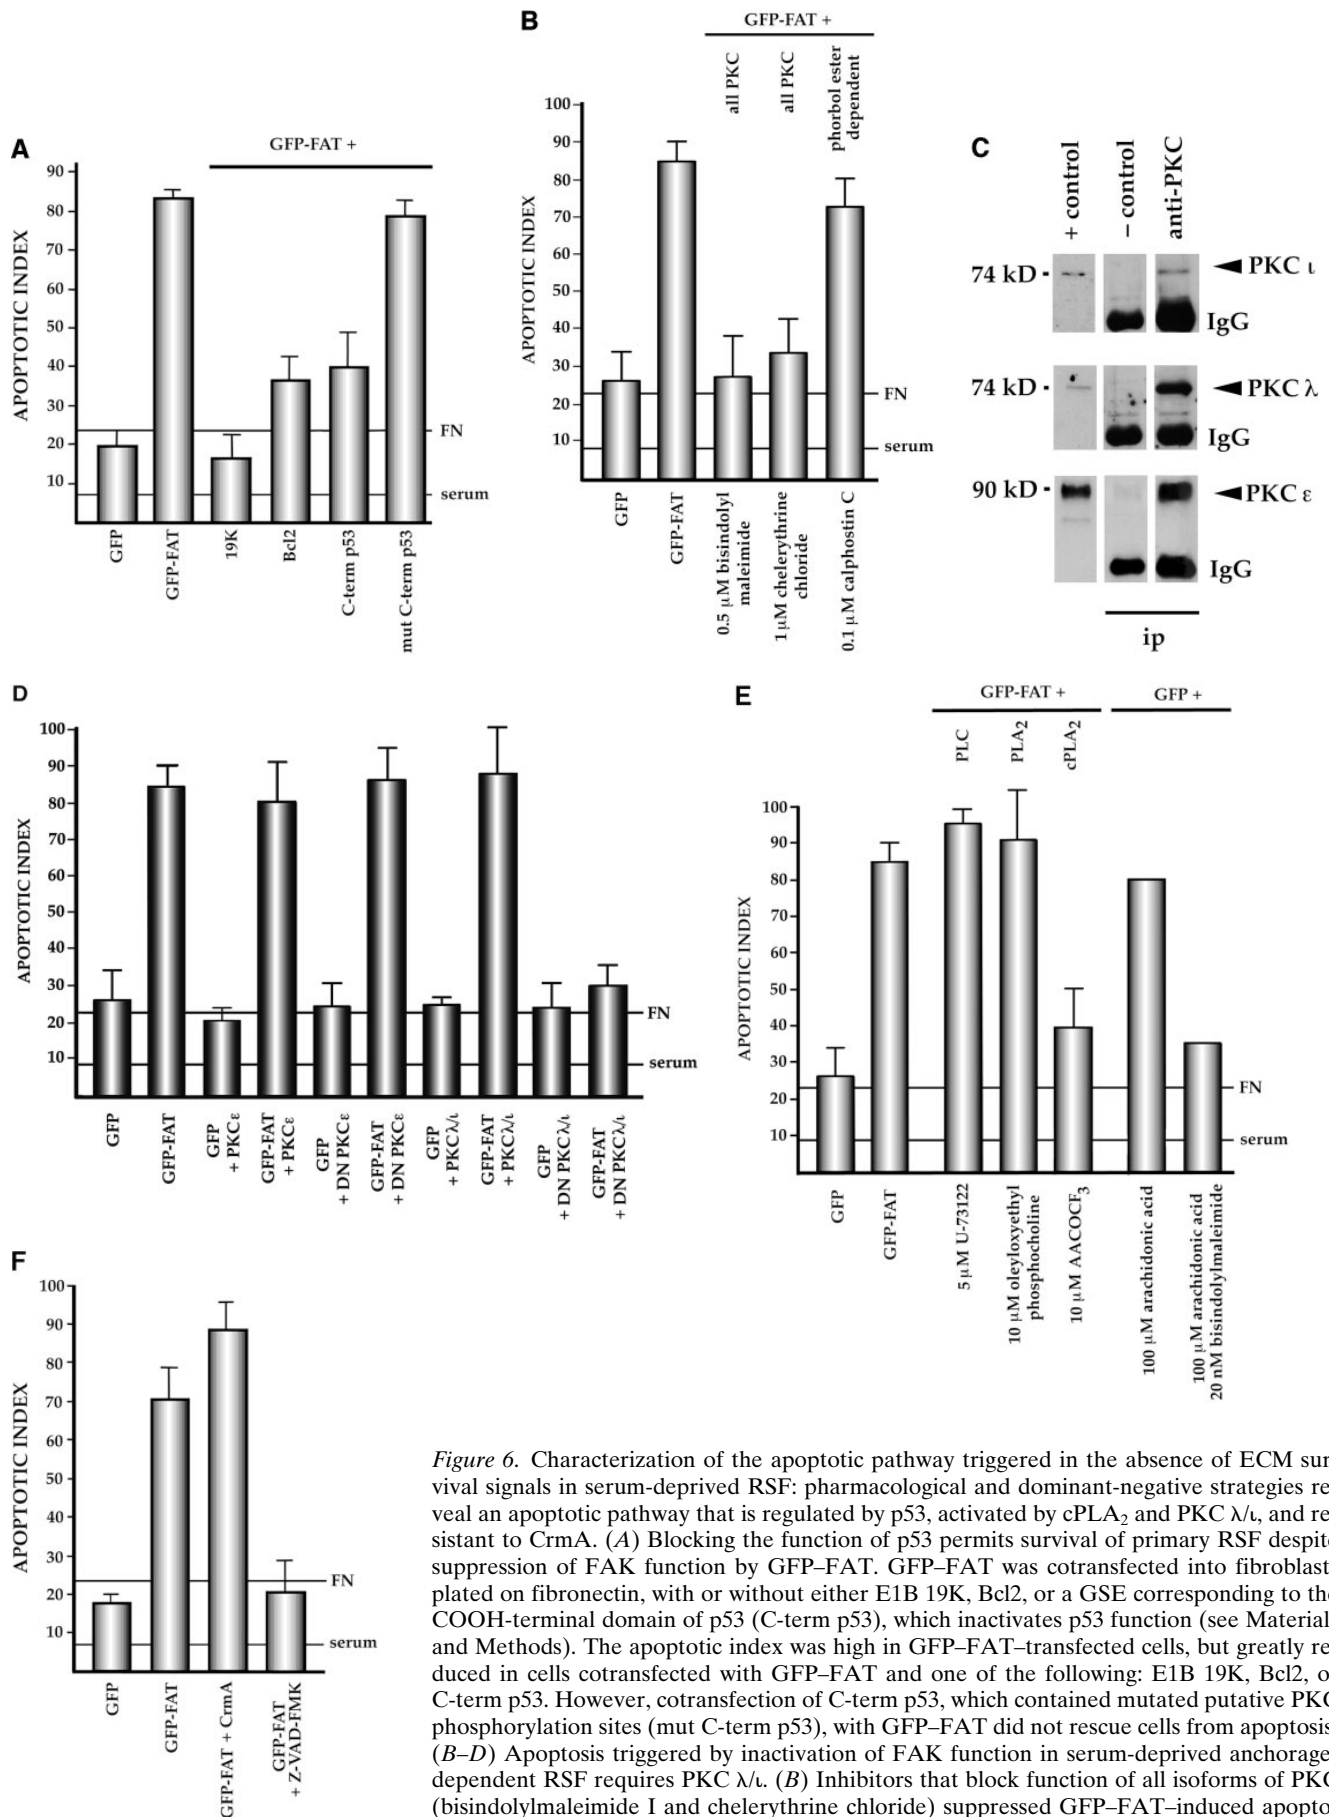 A
GFP-FAT +
APOPTOTIC INDEX
90
80
70
60
50
40
30
20
10
FN
serum
GFP
GFP-FAT
19K
Bcl2
C-term p53
mut C-term p53
B
GFP-FAT +
all PKC
all PKC
phorbol ester
dependent
APOPTOTIC INDEX
100
90
80
70
60
50
40
30
20
10
FN
serum
GFP
GFP-FAT
0.5 μM bisindolyl
maleimide
1 μM chelerythrine
chloride
0.1 μM calphostin C
C
+ control
– control
anti-PKC
74 kD
PKC ι
IgG
74 kD
PKC λ
IgG
90 kD
PKC ε
IgG
ip
D
APOPTOTIC INDEX
100
90
80
70
60
50
40
30
20
10
FN
serum
GFP
GFP-FAT
GFP
+ PKCε
GFP-FAT
+ PKCε
GFP
+ DN PKCε
GFP-FAT
+ DN PKCε
GFP
+ PKCλ/ι
GFP-FAT
+ PKCλ/ι
GFP
+ DN PKCλ/ι
GFP-FAT
+ DN PKCλ/ι
E
GFP-FAT +
GFP +
PLC
PLA2
cPLA2
APOPTOTIC INDEX
100
90
80
70
60
50
40
30
20
10
FN
serum
GFP
GFP-FAT
5 μM U-73122
10 μM oleyloxyethyl
phosphocholine
10 μM AACOCF3
100 μM arachidonic acid
100 μM arachidonic acid
20 nM bisindolylmaleimide
F
APOPTOTIC INDEX
100
90
80
70
60
50
40
30
20
10
FN
serum
GFP
GFP-FAT
GFP-FAT + CrmA
GFP-FAT
+ Z-VAD-FMK
Figure 6. Characterization of the apoptotic pathway triggered in the absence of ECM sur
vival signals in serum-deprived RSF: pharmacological and dominant-negative strategies re
veal an apoptotic pathway that is regulated by p53, activated by cPLA2 and PKC λ/ι, and re
sistant to CrmA. (A) Blocking the function of p53 permits survival of primary RSF despite
suppression of FAK function by GFP–FAT. GFP–FAT was cotransfected into fibroblast
plated on fibronectin, with or without either E1B 19K, Bcl2, or a GSE corresponding to the
COOH-terminal domain of p53 (C-term p53), which inactivates p53 function (see Material
and Methods). The apoptotic index was high in GFP–FAT–transfected cells, but greatly re
duced in cells cotransfected with GFP–FAT and one of the following: E1B 19K, Bcl2, o
C-term p53. However, cotransfection of C-term p53, which contained mutated putative PKC
phosphorylation sites (mut C-term p53), with GFP–FAT did not rescue cells from apoptosis
(B–D) Apoptosis triggered by inactivation of FAK function in serum-deprived anchorage
dependent RSF requires PKC λ/ι. (B) Inhibitors that block function of all isoforms of PKC
(bisindolylmaleimide I and chelerythrine chloride) suppressed GFP–FAT–induced apopto